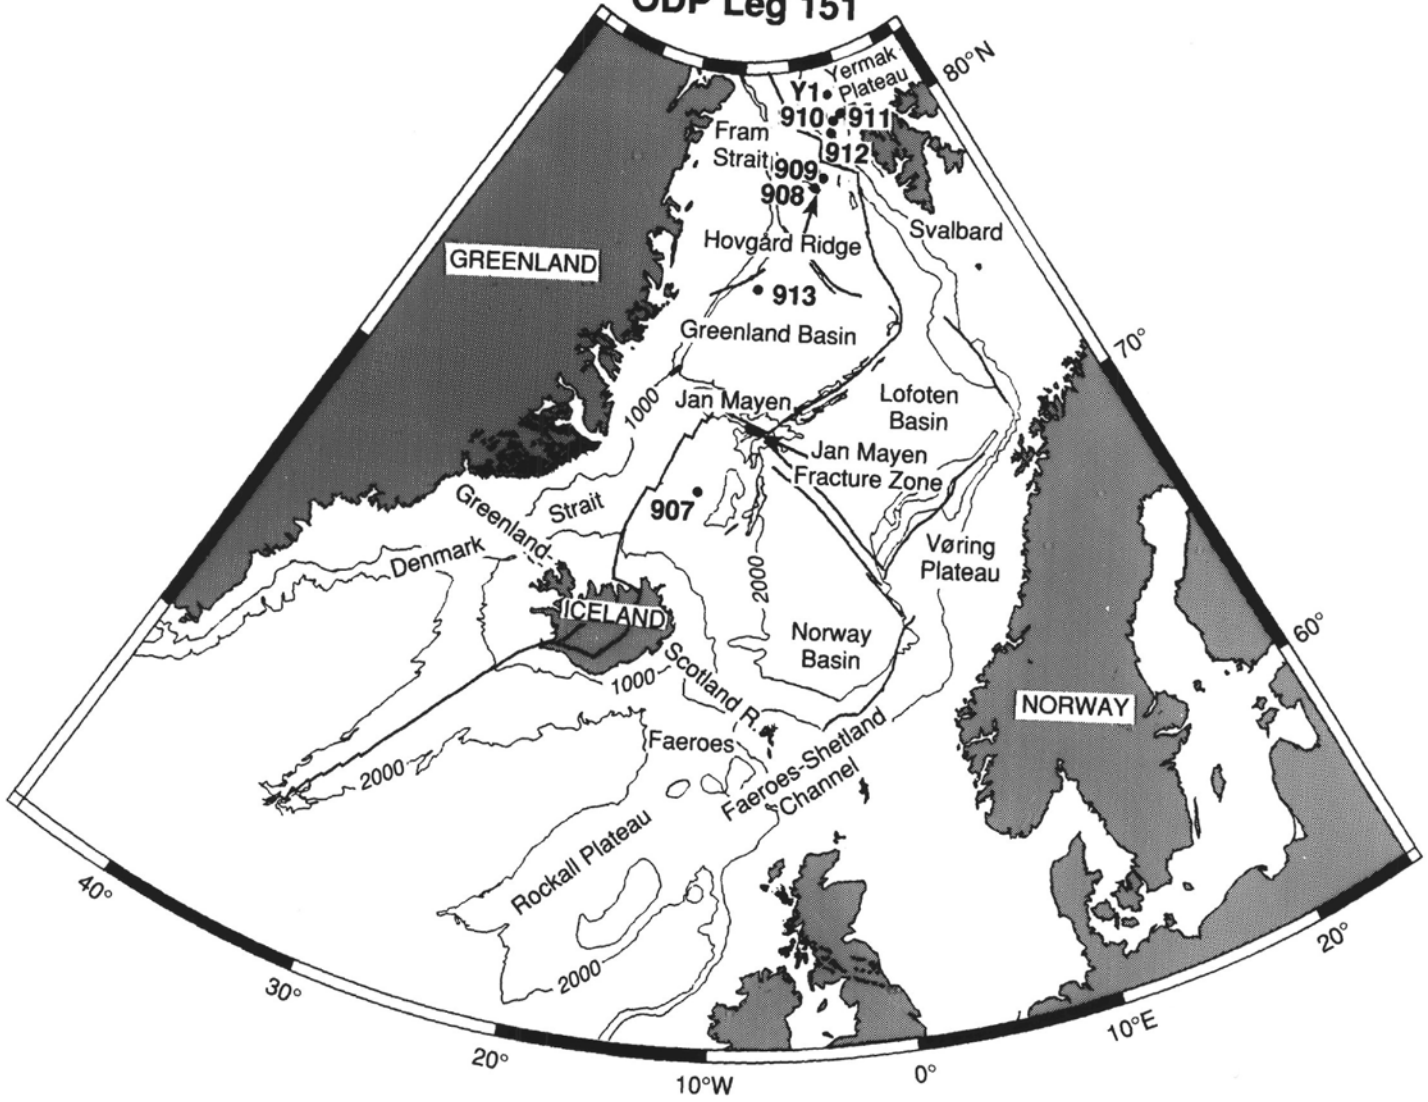 ODP Leg 151
80°N
Yermak
Plateau
Y1
910
911
Fram
Strait
912
909
908
Svalbard
Hovgård Ridge
GREENLAND
913
Greenland Basin
70°
1000
Jan Mayen
Lofoten
Basin
Jan Mayen
Fracture Zone
907
Greenland
Strait
Denmark
Vøring
Plateau
2000
ICELAND
60°
Norway
Basin
Scotland R.
1000
NORWAY
Faeroes
2000
Faeroes-Shetland
Channel
Rockall Plateau
2000
40°
30°
20°
10°W
0°
10°E
20°